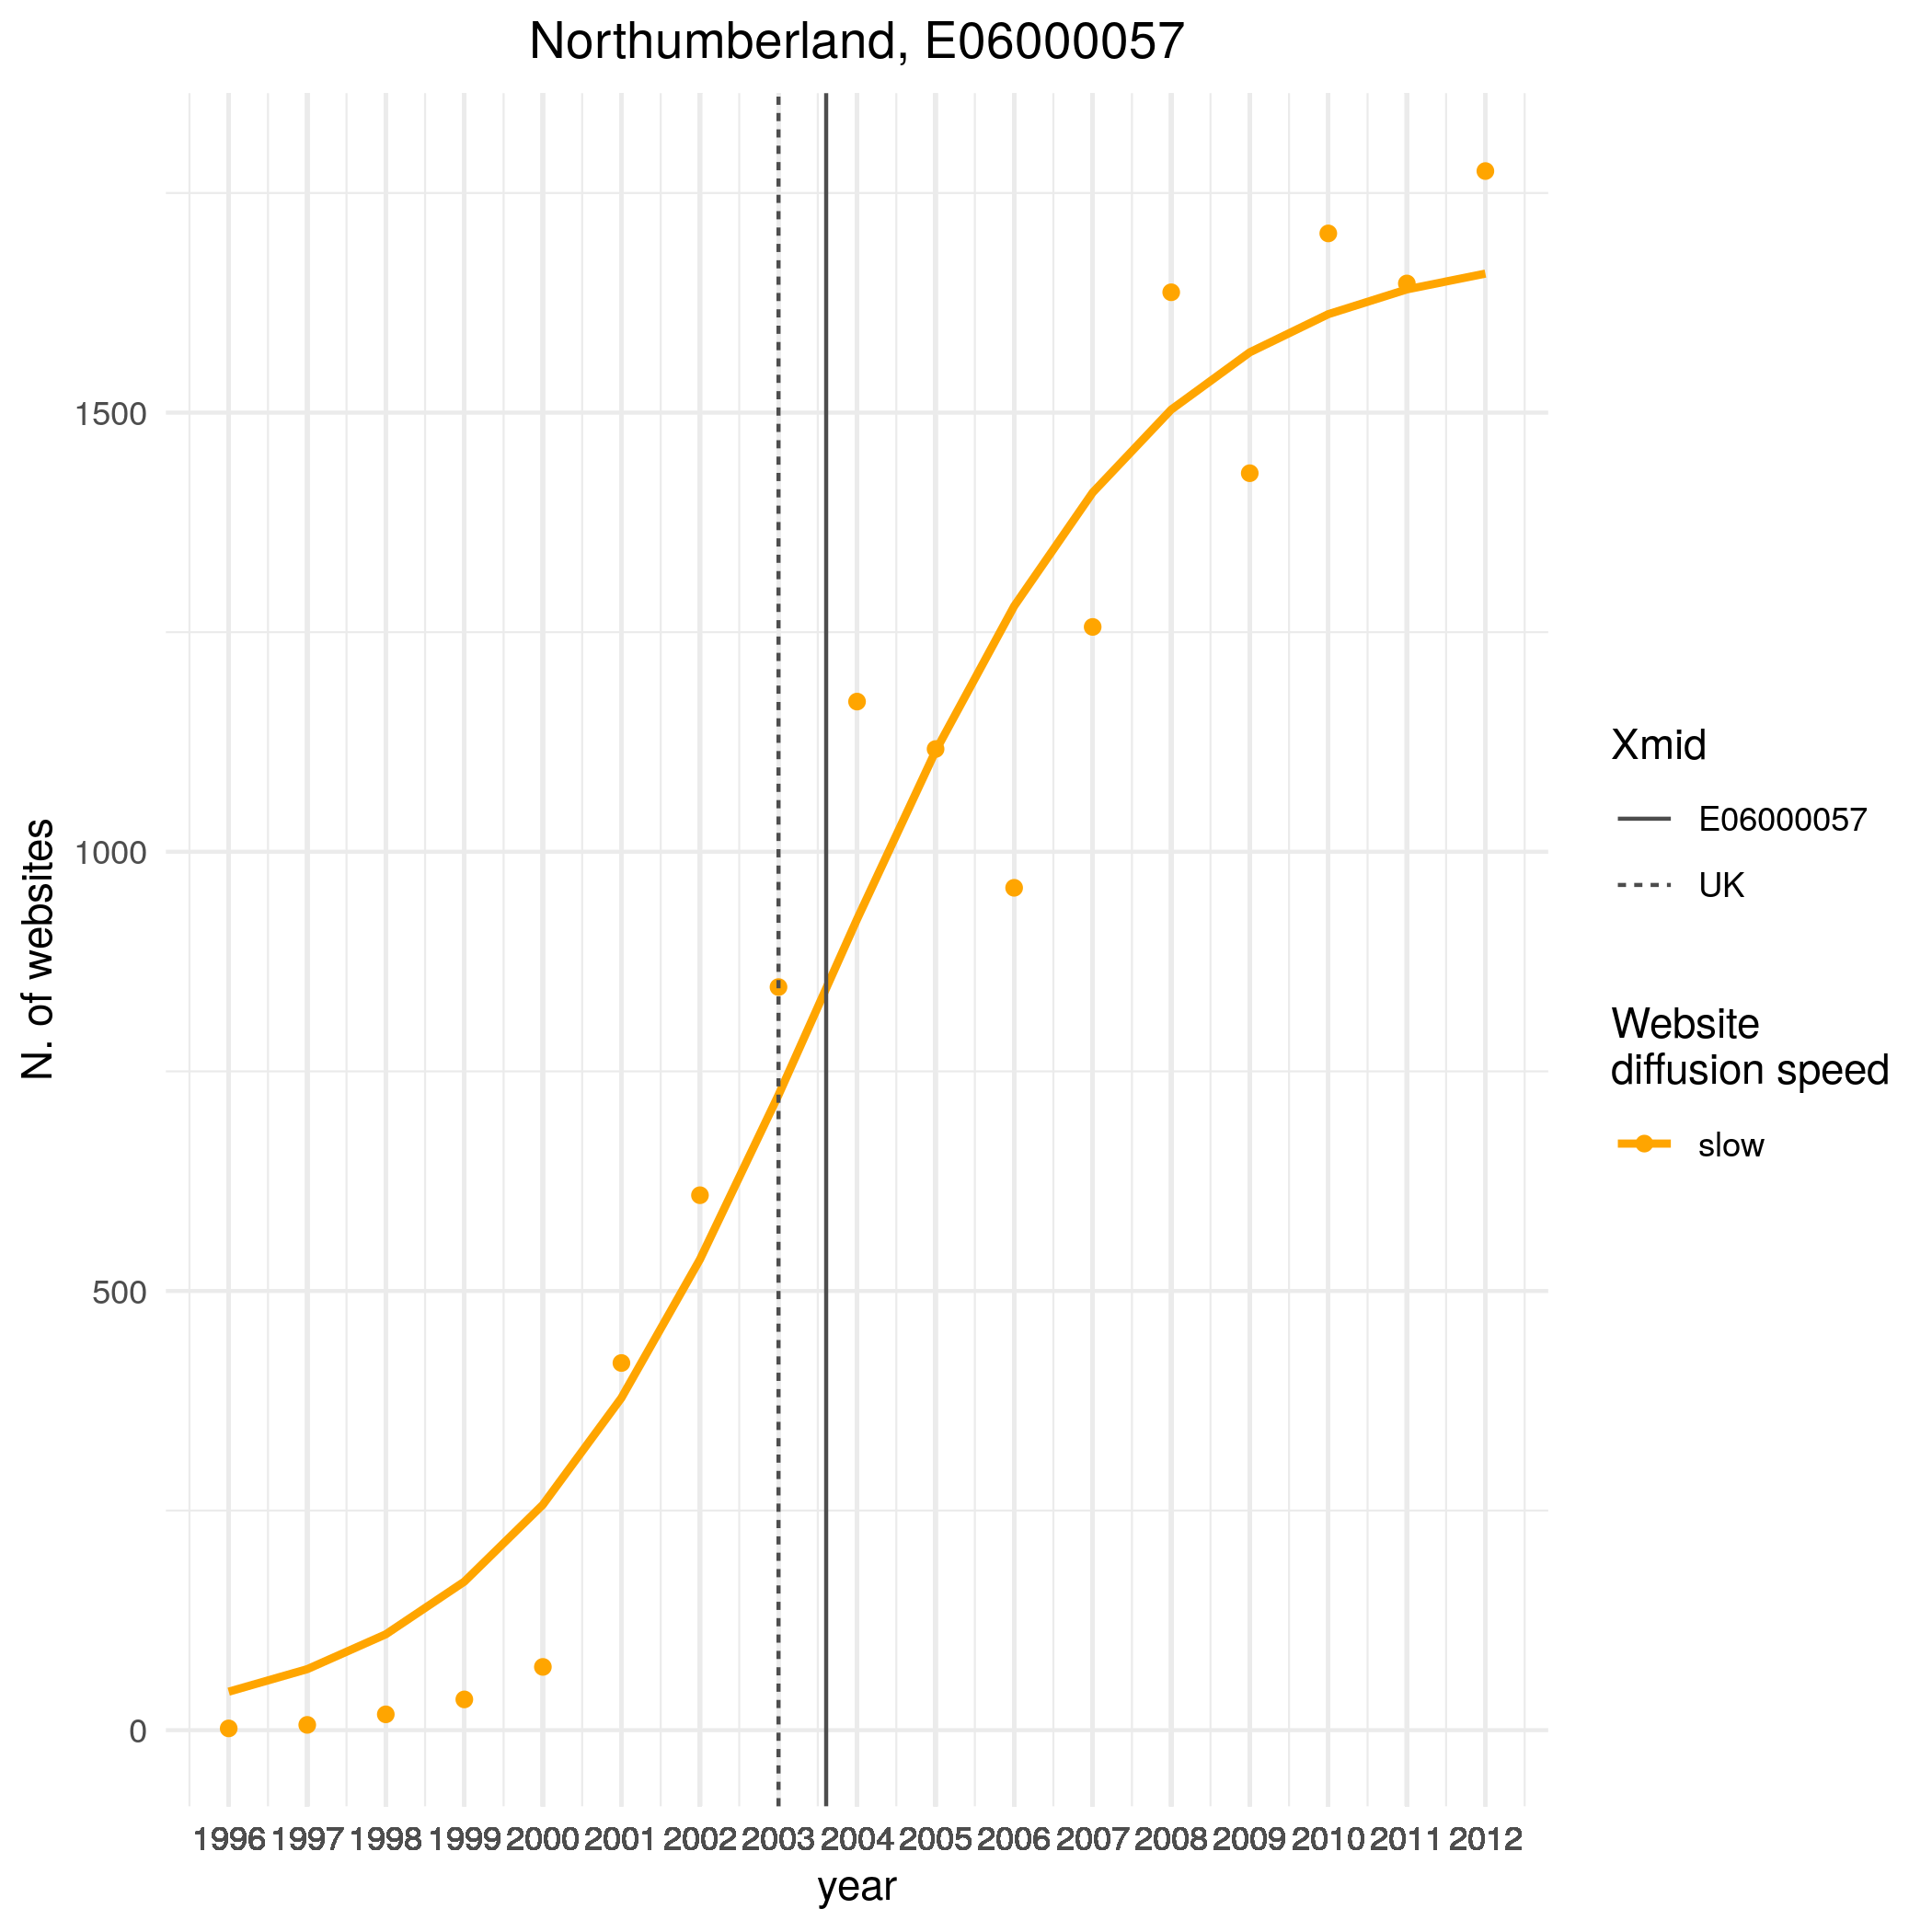 Northumberland, E06000057
N. of websites
1500
1000
500
0
1996 1997 1998 1999 2000 2001 2002 2003 2004 2005 2006 2007 2008 2009 2010 2011 2012
year
Xmid
E06000057
UK
Website
diffusion speed
slow